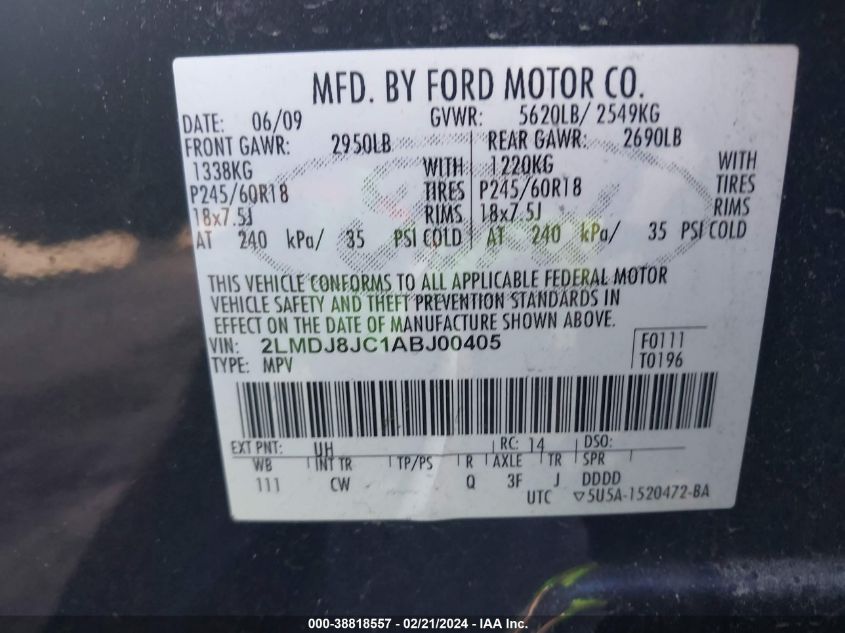 MFD. BY FORD MOTOR CO.
DATE: 06/09 GVWR: 5620LB/ 2549KG
FRONT GAWR: 2950LB REAR GAWR: 2690LB
1338KG WITH 1220KG WITH
P245/60R18 TIRES P245/60R18 TIRES
18x7.5J RIMS 18x7.5J RIMS
AT 240 kPa/ 35 PSI COLD AT 240 kPa/ 35 PSI COLD
THIS VEHICLE CONFORMS TO ALL APPLICABLE FEDERAL MOTOR
VEHICLE SAFETY AND THEFT PREVENTION STANDARDS IN
EFFECT ON THE DATE OF MANUFACTURE SHOWN ABOVE.
VIN: 2LMDJ8JC1ABJ00405 F0111
TYPE: MPV T0196
EXT PNT: UH RC: 14 DSO:
WB INT TR TP/PS R AXLE TR SPR
111 CW Q 3F J DDDD
UTC ▽5U5A-1520472-BA
000-38818557 - 02/21/2024 - IAA Inc.